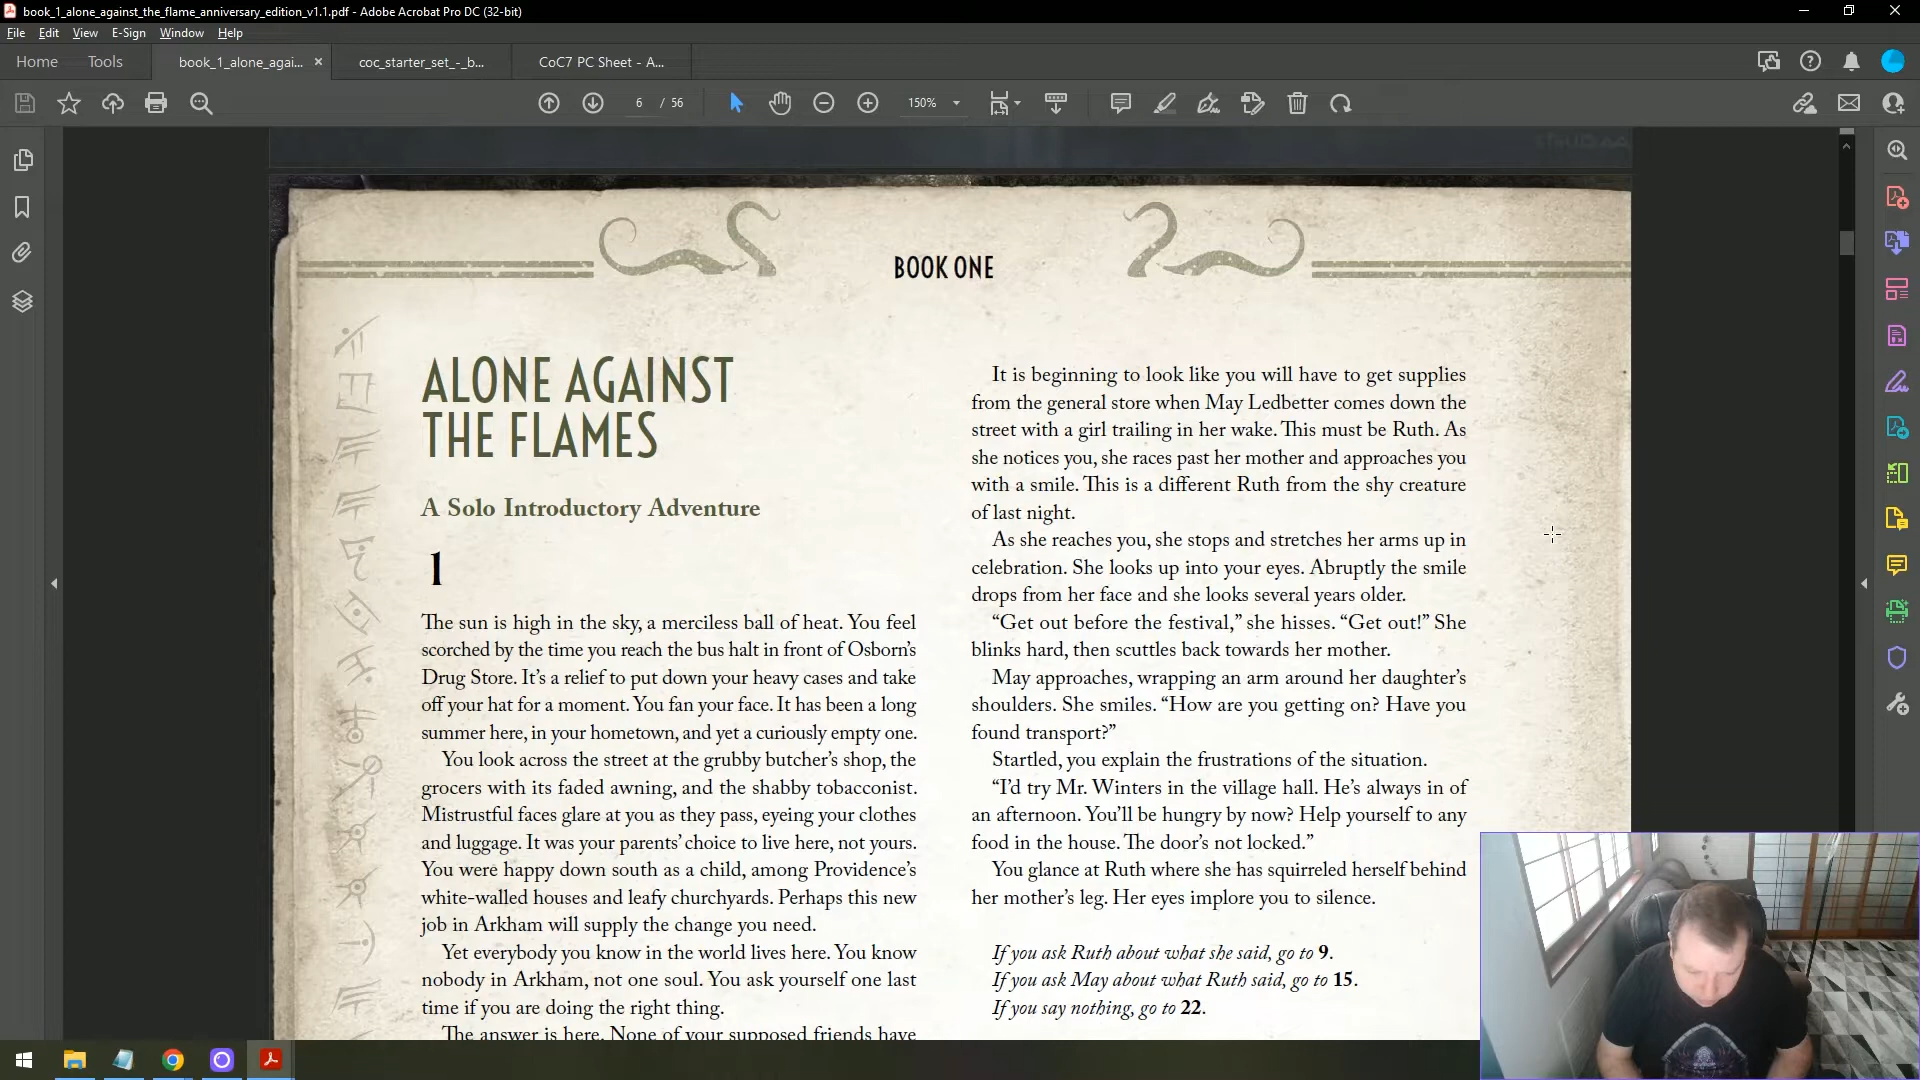 book_1_alone_against_the_flame_anniversary_edition_v1.1.pdf - Adobe Acrobat Pro DC (32-bit)
File Edit View E-Sign Window Help
Home Tools book_1_alone_agai... coc_starter_set_-_b... CoC7 PC Sheet - A...
6 / 56 150%
BOOK ONE
ALONE AGAINST
THE FLAMES
A Solo Introductory Adventure
1
The sun is high in the sky, a merciless ball of heat. You feel
scorched by the time you reach the bus halt in front of Osborn’s
Drug Store. It’s a relief to put down your heavy cases and take
off your hat for a moment. You fan your face. It has been a long
summer here, in your hometown, and yet a curiously empty one.
You look across the street at the grubby butcher’s shop, the
grocers with its faded awning, and the shabby tobacconist.
Mistrustful faces glare at you as they pass, eyeing your clothes
and luggage. It was your parents’ choice to live here, not yours.
You were happy down south as a child, among Providence’s
white-walled houses and leafy churchyards. Perhaps this new
job in Arkham will supply the change you need.
Yet everybody you know in the world lives here. You know
nobody in Arkham, not one soul. You ask yourself one last
time if you are doing the right thing.
The answer is here. None of your supposed friends have
It is beginning to look like you will have to get supplies
from the general store when May Ledbetter comes down the
street with a girl trailing in her wake. This must be Ruth. As
she notices you, she races past her mother and approaches you
with a smile. This is a different Ruth from the shy creature
of last night.
As she reaches you, she stops and stretches her arms up in
celebration. She looks up into your eyes. Abruptly the smile
drops from her face and she looks several years older.
“Get out before the festival,” she hisses. “Get out!” She
blinks hard, then scuttles back towards her mother.
May approaches, wrapping an arm around her daughter’s
shoulders. She smiles. “How are you getting on? Have you
found transport?”
Startled, you explain the frustrations of the situation.
“I’d try Mr. Winters in the village hall. He’s always in of
an afternoon. You’ll be hungry by now? Help yourself to any
food in the house. The door’s not locked.”
You glance at Ruth where she has squirreled herself behind
her mother’s leg. Her eyes implore you to silence.
If you ask Ruth about what she said, go to 9.
If you ask May about what Ruth said, go to 15.
If you say nothing, go to 22.